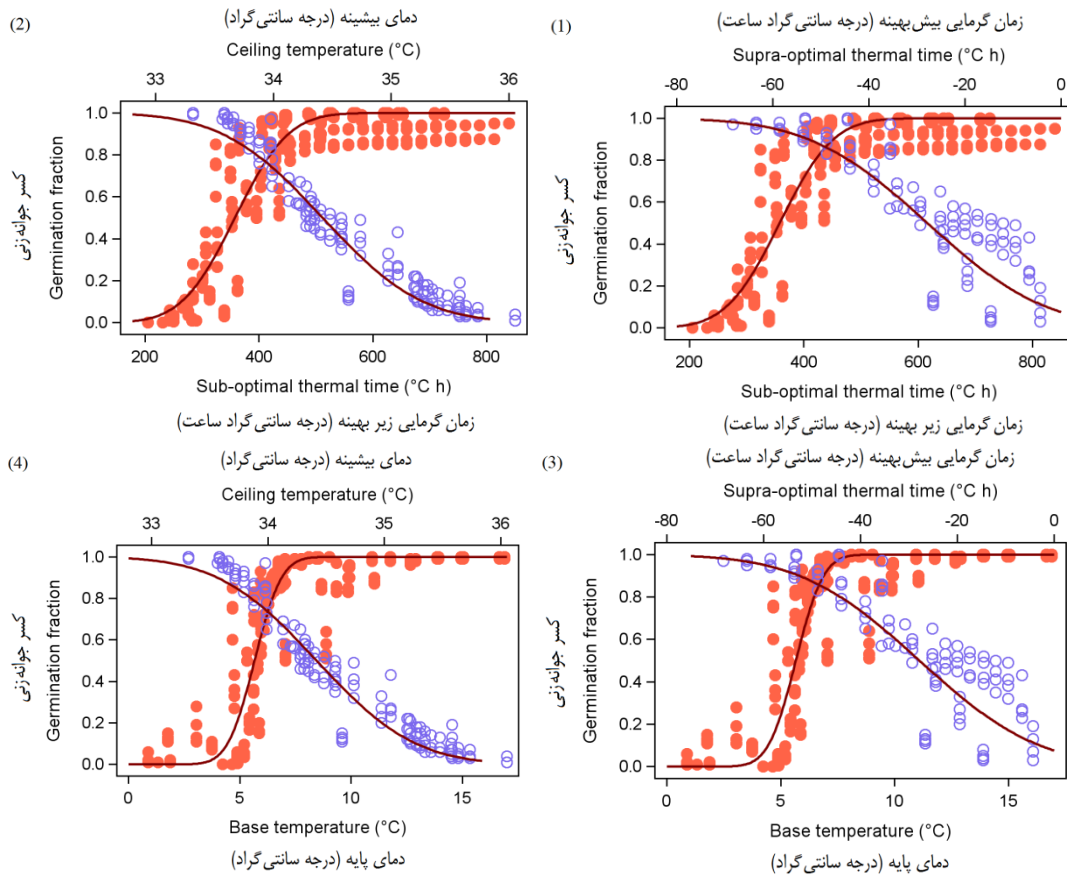 (2)
دمای بیشینه (درجه سانتی‌گراد)
Ceiling temperature (°C)
33 34 35 36
1.0
0.8
0.6
0.4
0.2
0.0
کسر جوانه‌زنی
Germination fraction
200 400 600 800
Sub-optimal thermal time (°C h)
زمان گرمایی زیر بهینه (درجه سانتی‌گراد ساعت)
(1)
زمان گرمایی بیش‌بهینه (درجه سانتی‌گراد ساعت)
Supra-optimal thermal time (°C h)
-80 -60 -40 -20 0
1.0
0.8
0.6
0.4
0.2
0.0
کسر جوانه‌زنی
Germination fraction
200 400 600 800
Sub-optimal thermal time (°C h)
زمان گرمایی زیر بهینه (درجه سانتی‌گراد ساعت)
(4)
دمای بیشینه (درجه سانتی‌گراد)
Ceiling temperature (°C)
33 34 35 36
1.0
0.8
0.6
0.4
0.2
0.0
کسر جوانه‌زنی
Germination fraction
0 5 10 15
Base temperature (°C)
دمای پایه (درجه سانتی‌گراد)
(3)
زمان گرمایی بیش‌بهینه (درجه سانتی‌گراد ساعت)
Supra-optimal thermal time (°C h)
-80 -60 -40 -20 0
1.0
0.8
0.6
0.4
0.2
0.0
کسر جوانه‌زنی
Germination fraction
0 5 10 15
Base temperature (°C)
دمای پایه (درجه سانتی‌گراد)